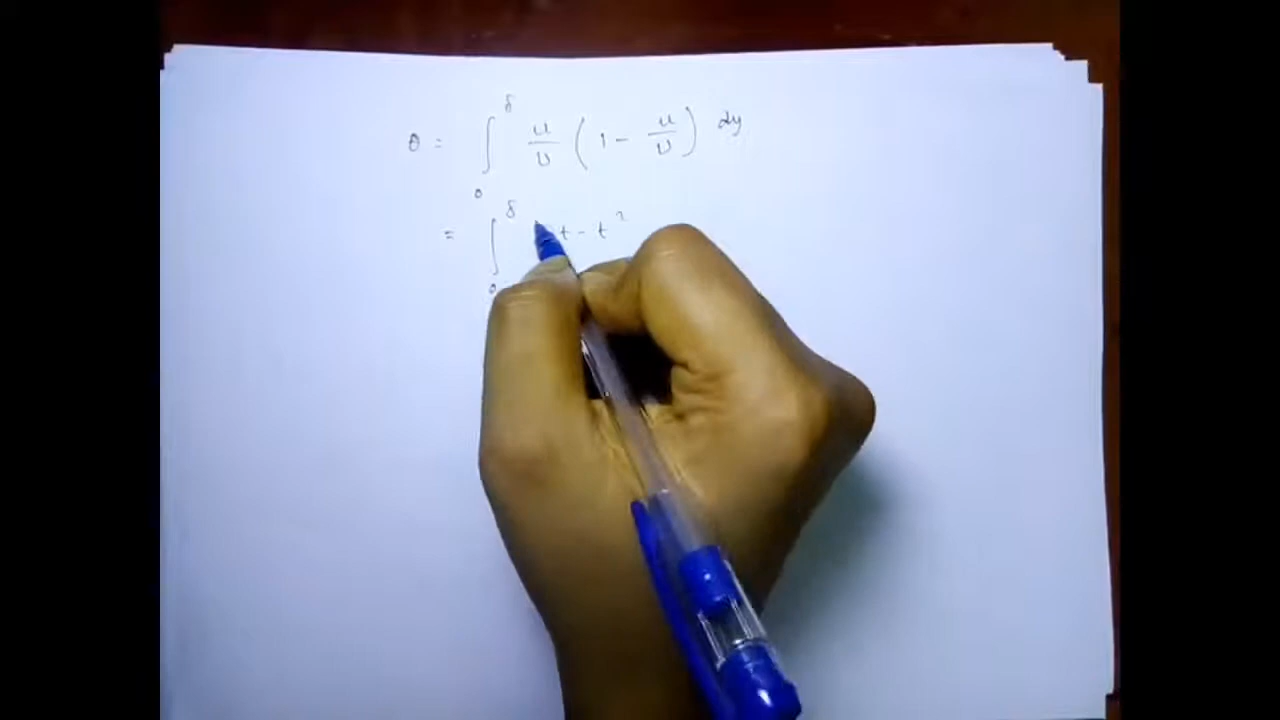 θ = ∫₀^δ u/U ( 1 - u/U ) dy
= ∫₀^δ t - t²